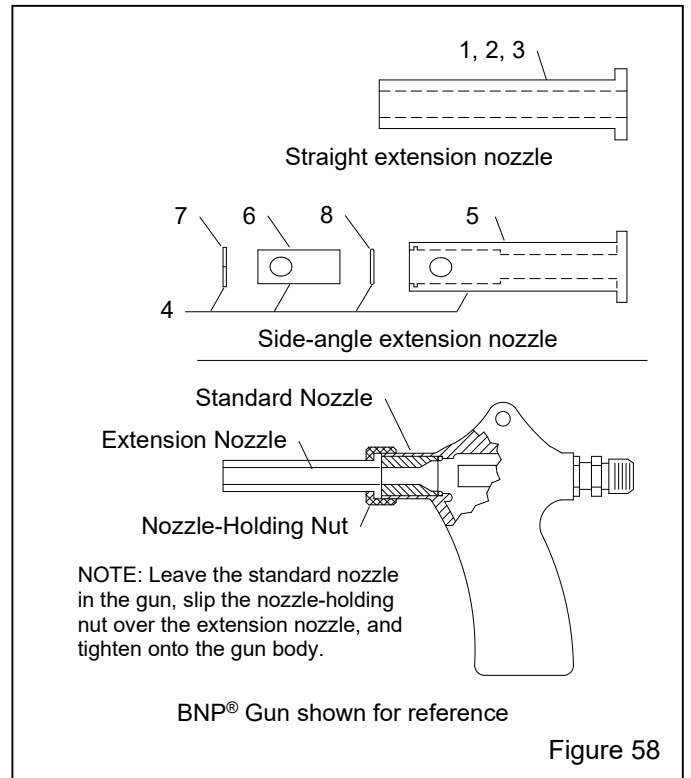 1, 2, 3
Straight extension nozzle
7 6 8 5
4
Side-angle extension nozzle
Standard Nozzle
Extension Nozzle
Nozzle-Holding Nut
NOTE: Leave the standard nozzle
in the gun, slip the nozzle-holding
nut over the extension nozzle, and
tighten onto the gun body.
BNP® Gun shown for reference
Figure 58